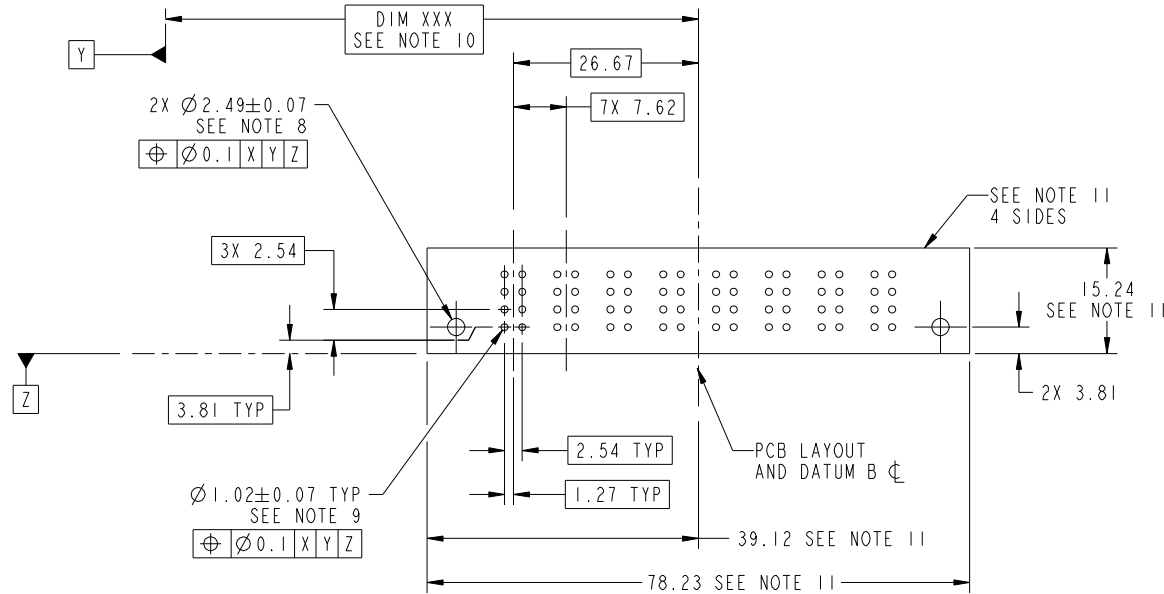 DIM XXX
SEE NOTE 10
Y
26.67
7X 7.62
2X Ø2.49±0.07
SEE NOTE 8
⌖ Ø0.1 X Y Z
SEE NOTE 11
4 SIDES
3X 2.54
15.24
SEE NOTE 11
Z
3.81 TYP
2X 3.81
2.54 TYP
PCB LAYOUT
AND DATUM B ℄
Ø1.02±0.07 TYP
SEE NOTE 9
1.27 TYP
⌖ Ø0.1 X Y Z
39.12 SEE NOTE 11
78.23 SEE NOTE 11